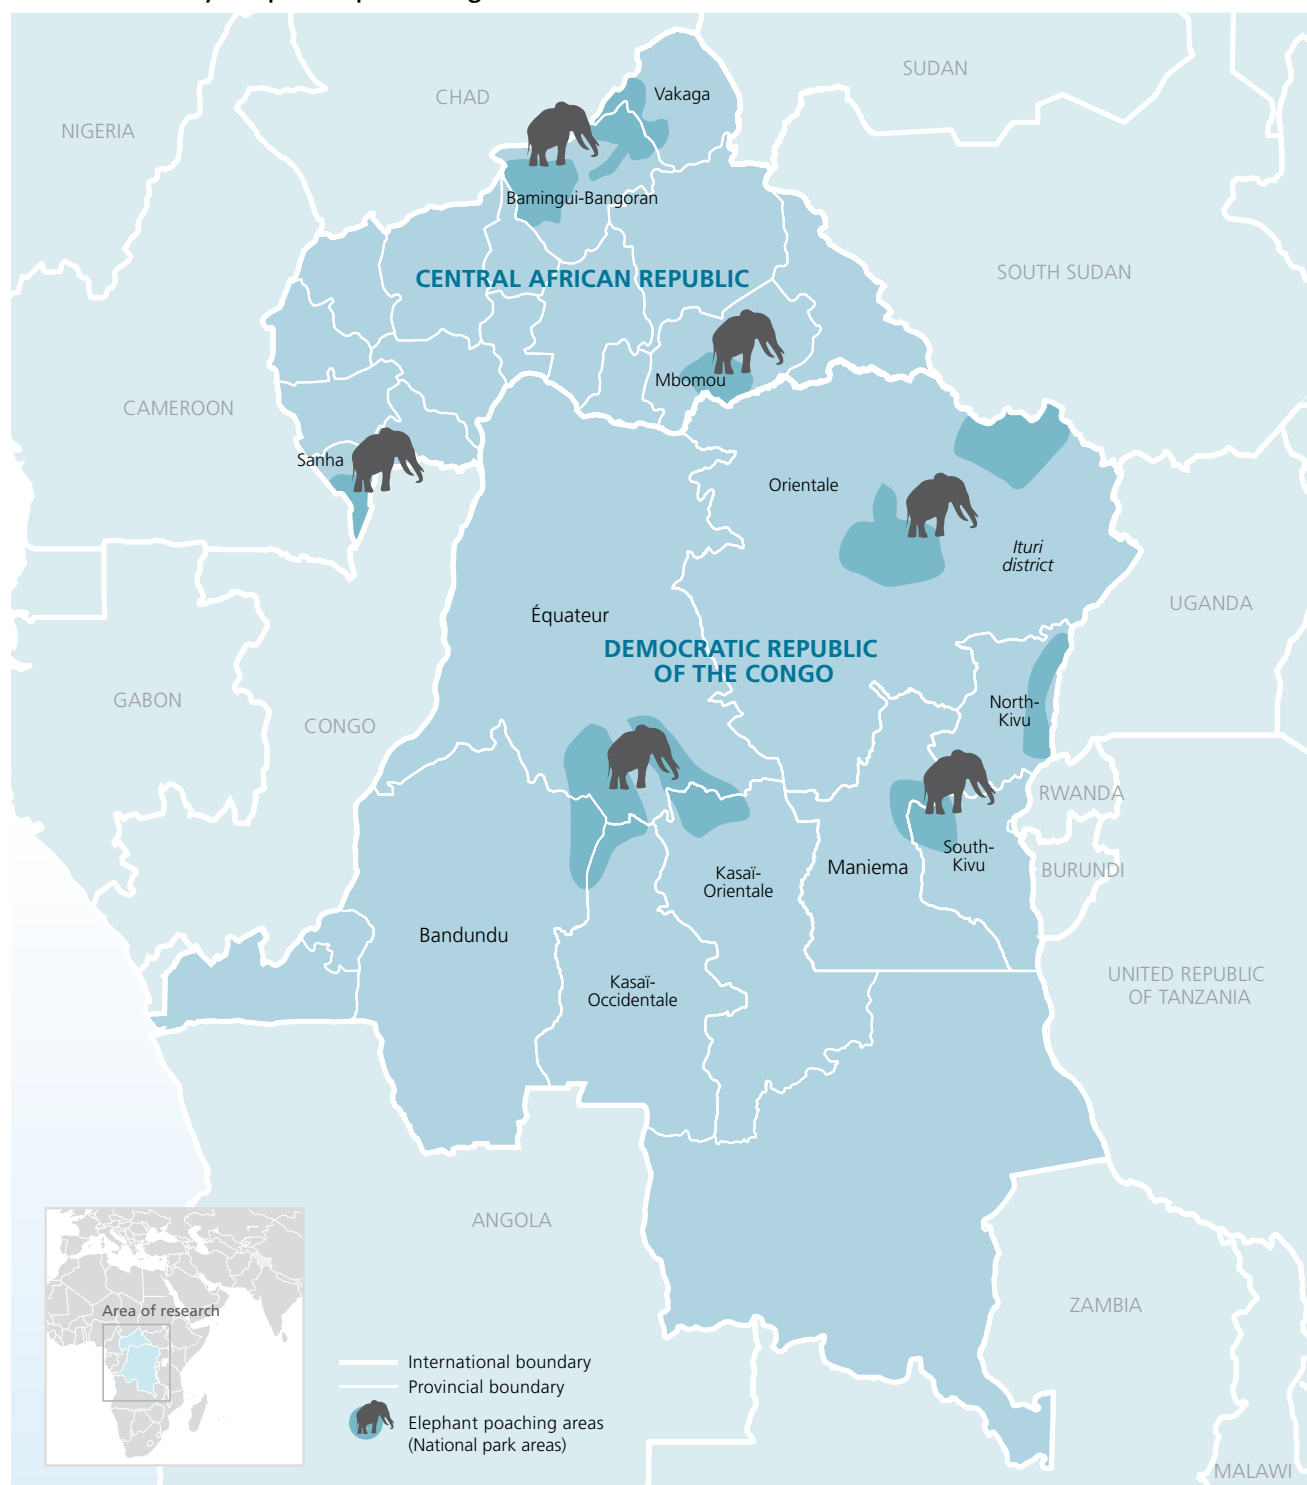 SUDAN
Vakaga
CHAD
NIGERIA
Bamingui-Bangoran
SOUTH SUDAN
CENTRAL AFRICAN REPUBLIC
Mbomou
CAMEROON
Sanha
Orientale
Ituri
district
UGANDA
Équateur
DEMOCRATIC REPUBLIC
OF THE CONGO
GABON
North-
Kivu
CONGO
RWANDA
South-
Kivu
Maniema
BURUNDI
Kasaï-
Orientale
Bandundu
UNITED REPUBLIC
OF TANZANIA
Kasaï-
Occidentale
ANGOLA
ZAMBIA
Area of research
International boundary
Provincial boundary
Elephant poaching areas
(National park areas)
MALAWI